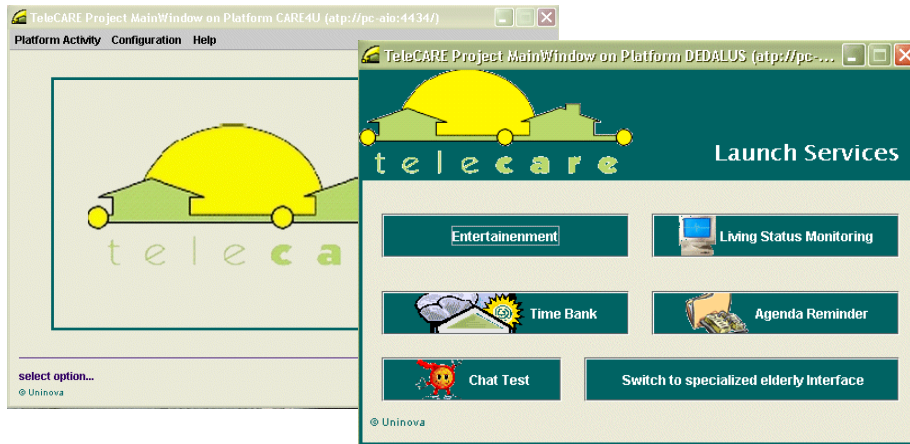 TeleCARE Project MainWindow on Platform CARE4U (atp://pc-aio:4434/)
Platform Activity Configuration Help
teleca
select option...
© Uninova
TeleCARE Project MainWindow on Platform DEDALUS (atp://pc-...
telecare
Launch Services
Entertainenment
Living Status Monitoring
Time Bank
Agenda Reminder
Chat Test
Switch to specialized elderly Interface
© Uninova